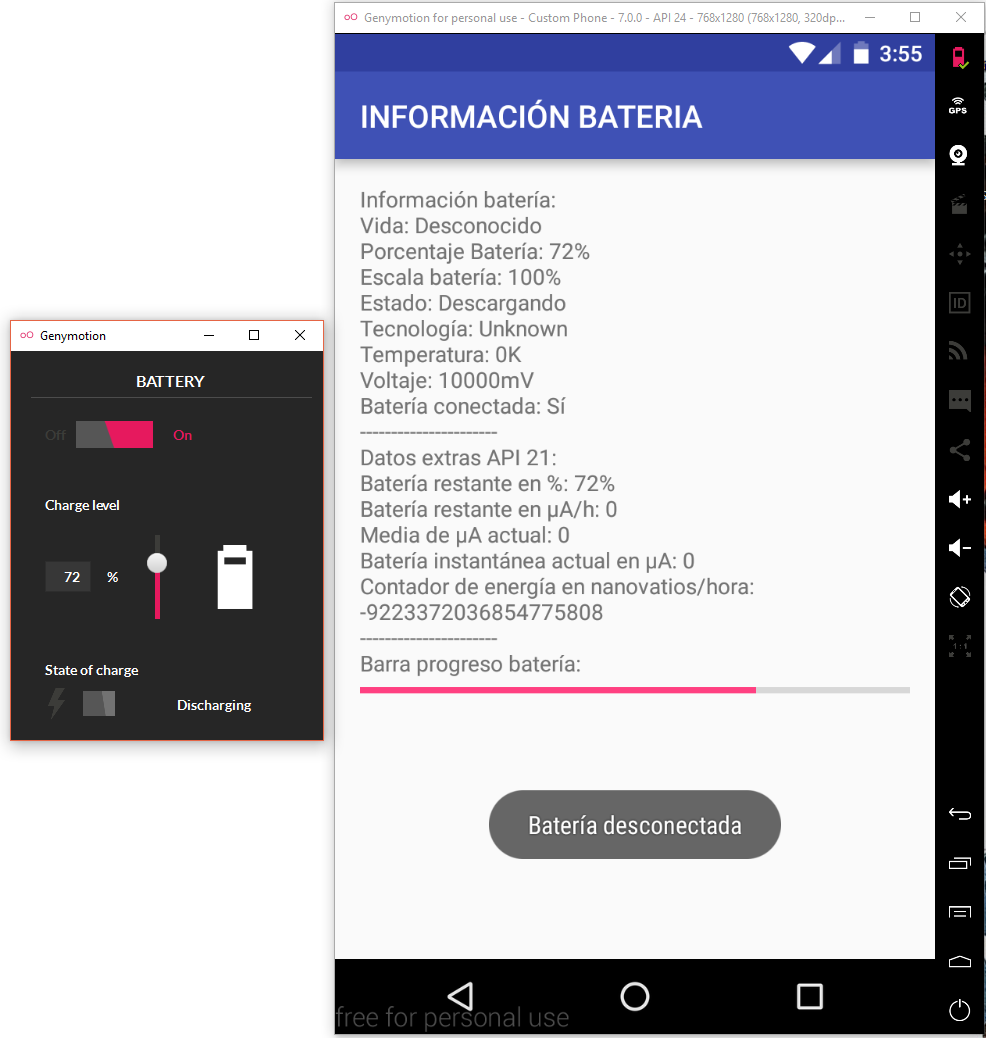 Genymotion for personal use - Custom Phone - 7.0.0 - API 24 - 768x1280 (768x1280, 320dp...
3:55
INFORMACIÓN BATERIA
Información batería:
Vida: Desconocido
Porcentaje Batería: 72%
Escala batería: 100%
Estado: Descargando
Tecnología: Unknown
Temperatura: 0K
Voltaje: 10000mV
Batería conectada: Sí
----------------------
Datos extras API 21:
Batería restante en %: 72%
Batería restante en µA/h: 0
Media de µA actual: 0
Batería instantánea actual en µA: 0
Contador de energía en nanovatios/hora:
-9223372036854775808
----------------------
Barra progreso batería:
Batería desconectada
free for personal use
GPS
ID
1:1
Genymotion
BATTERY
Off On
Charge level
72 %
State of charge
Discharging